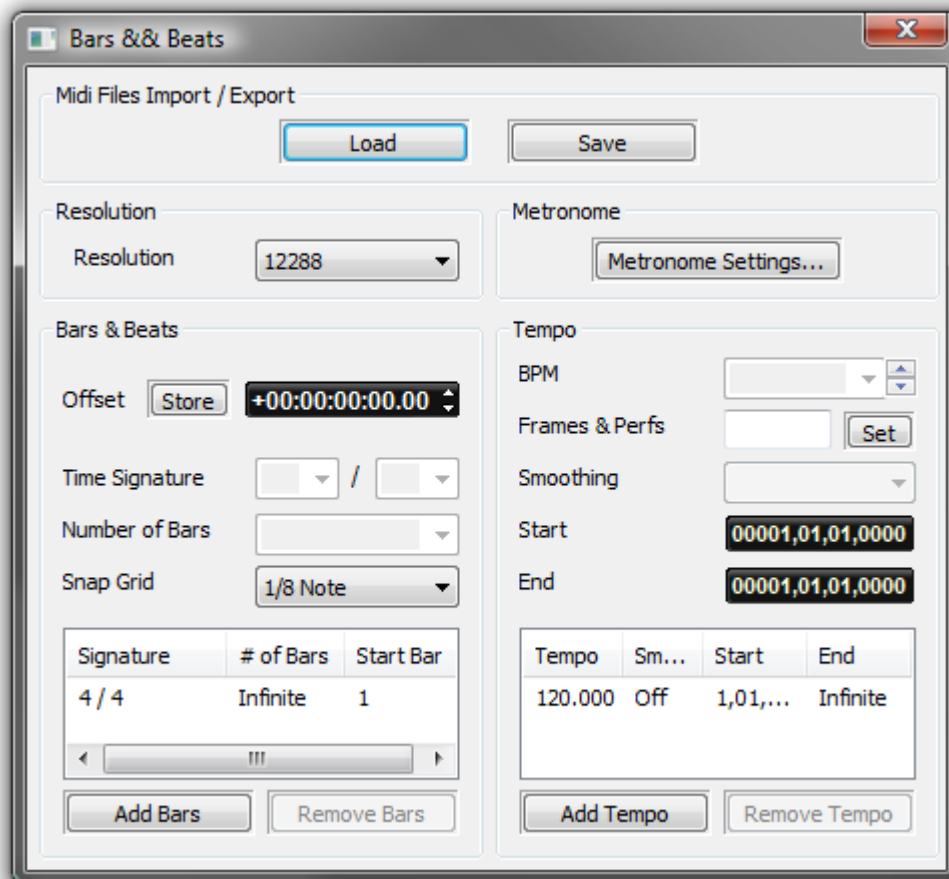 Bars && Beats
Midi Files Import / Export
Load Save
Resolution
Resolution 12288
Metronome
Metronome Settings...
Bars & Beats
Offset Store +00:00:00:00.00
Time Signature /
Number of Bars
Snap Grid 1/8 Note
Signature # of Bars Start Bar
4 / 4 Infinite 1
Add Bars Remove Bars
Tempo
BPM
Frames & Perfs Set
Smoothing
Start 00001,01,01,0000
End 00001,01,01,0000
Tempo Sm... Start End
120.000 Off 1,01,... Infinite
Add Tempo Remove Tempo